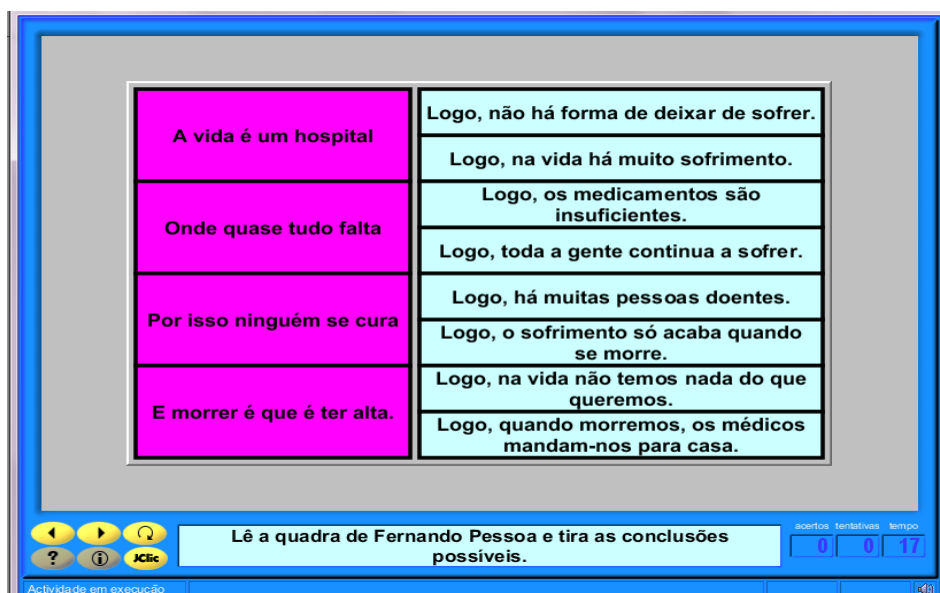 A vida é um hospital
Onde quase tudo falta
Por isso ninguém se cura
E morrer é que é ter alta.
Logo, não há forma de deixar de sofrer.
Logo, na vida há muito sofrimento.
Logo, os medicamentos são
insuficientes.
Logo, toda a gente continua a sofrer.
Logo, há muitas pessoas doentes.
Logo, o sofrimento só acaba quando
se morre.
Logo, na vida não temos nada do que
queremos.
Logo, quando morremos, os médicos
mandam-nos para casa.
? JClic
Lê a quadra de Fernando Pessoa e tira as conclusões
possíveis.
acertos tentativas tempo
0 0 17
Actividade em execução